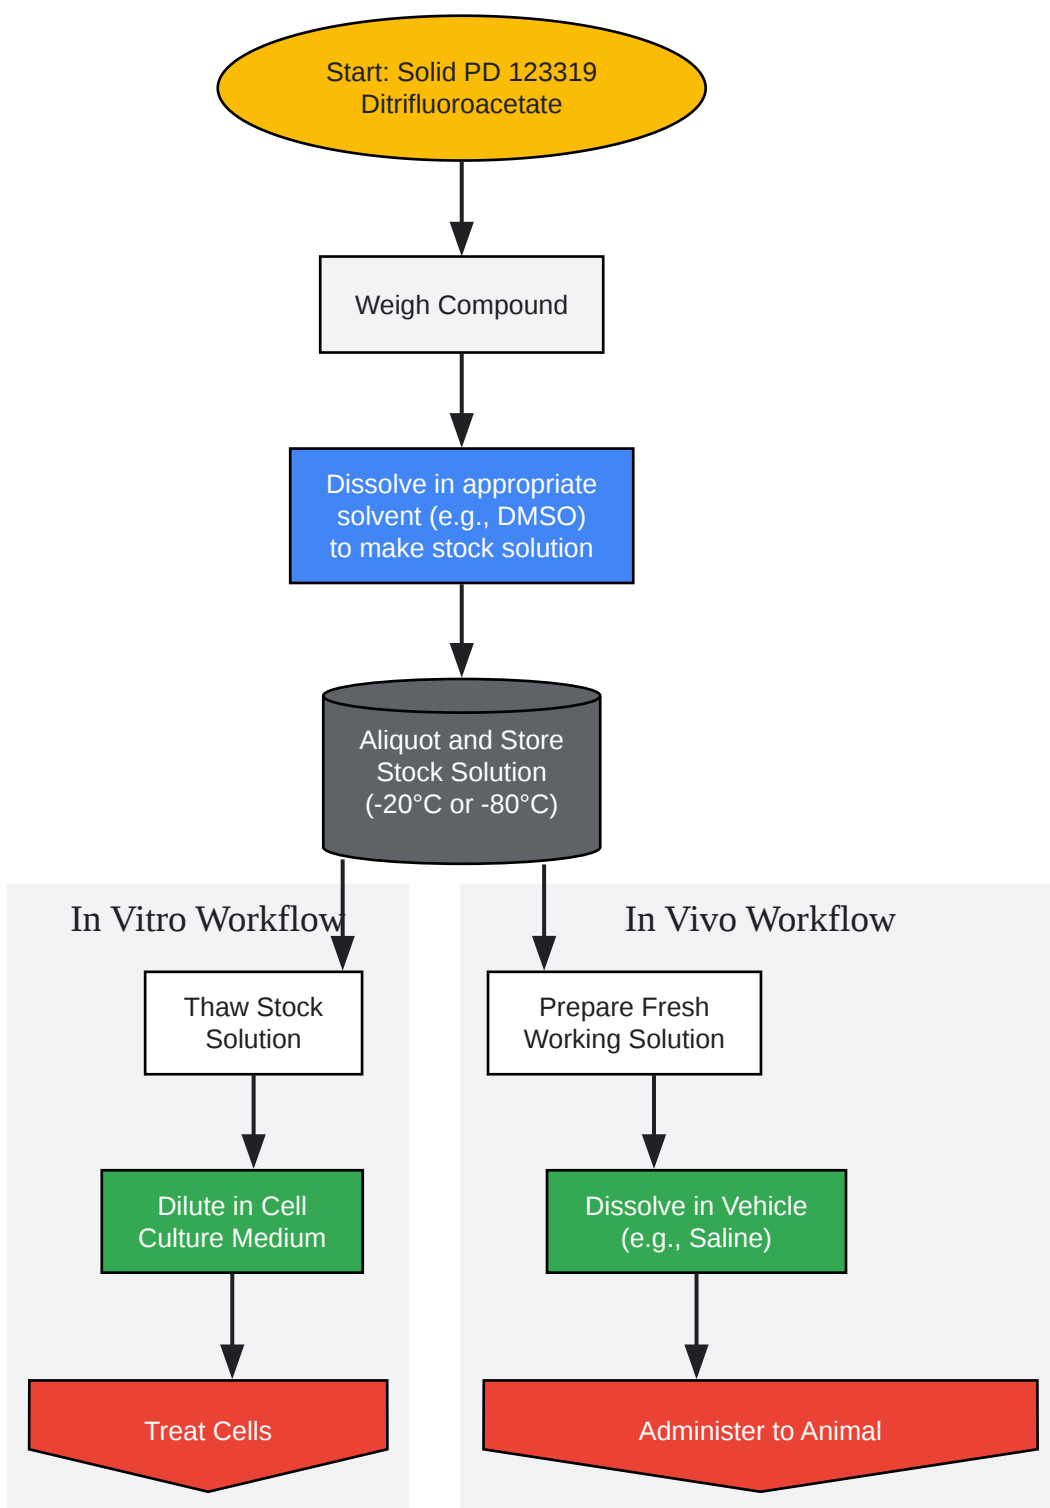 Start: Solid PD 123319
Ditrifluoroacetate
Weigh Compound
Dissolve in appropriate
solvent (e.g., DMSO)
to make stock solution
Aliquot and Store
Stock Solution
(-20°C or -80°C)
In Vitro Workflow
Thaw Stock
Solution
Dilute in Cell
Culture Medium
Treat Cells
In Vivo Workflow
Prepare Fresh
Working Solution
Dissolve in Vehicle
(e.g., Saline)
Administer to Animal